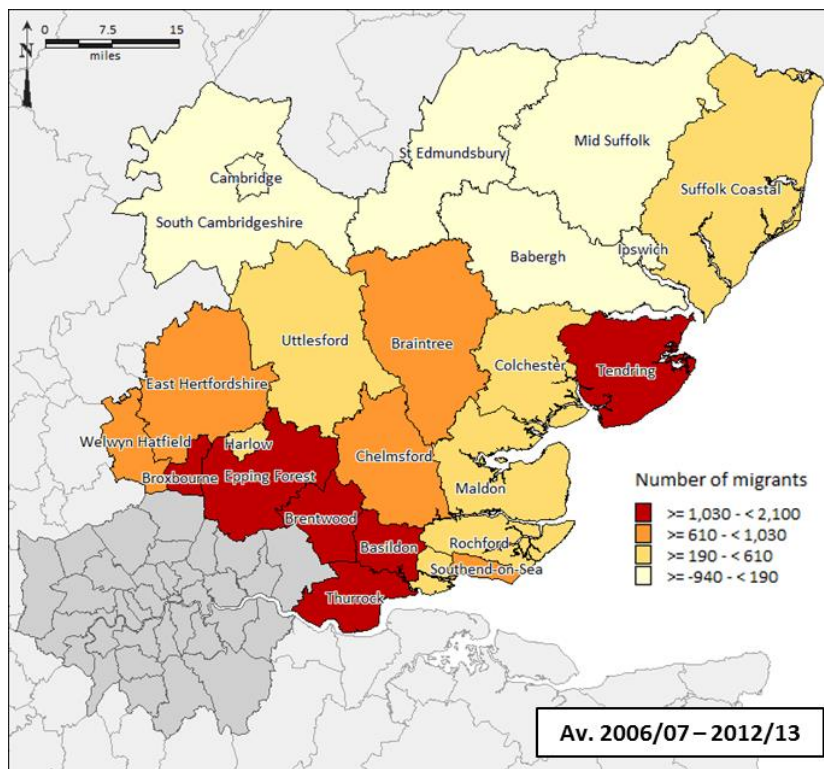 0 7.5 15
N
miles
St Edmundsbury
Mid Suffolk
Cambridge
Suffolk Coastal
South Cambridgeshire
Ipswich
Babergh
Uttlesford
Braintree
Colchester
Tendring
East Hertfordshire
Welwyn Hatfield
Harlow
Broxbourne
Epping Forest
Chelmsford
Maldon
Brentwood
Basildon
Rochford
Southend-on-Sea
Thurrock
Number of migrants
>= 1,030 - < 2,100
>= 610 - < 1,030
>= 190 - < 610
>= -940 - < 190
Av. 2006/07 – 2012/13